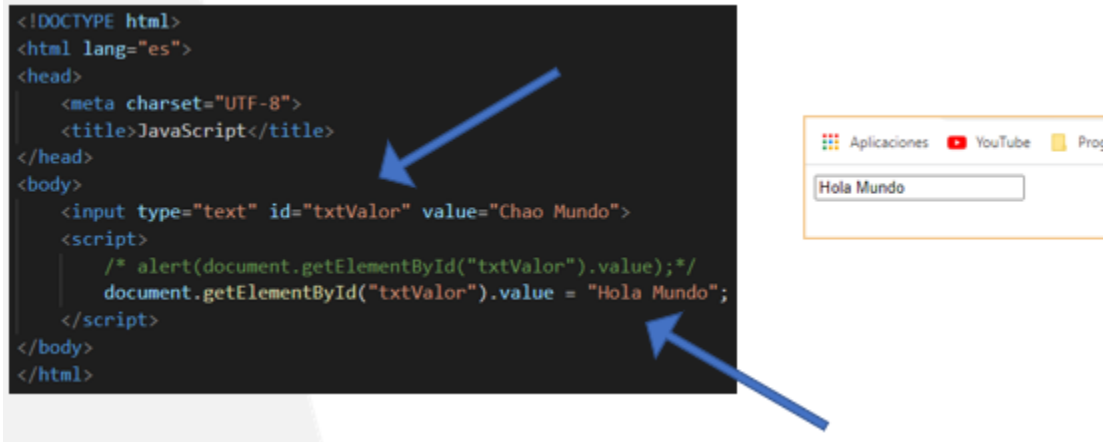 <!DOCTYPE html>
<html lang="es">
<head>
    <meta charset="UTF-8">
    <title>JavaScript</title>
</head>
<body>
    <input type="text" id="txtValor" value="Chao Mundo">
    <script>
        /* alert(document.getElementById("txtValor").value);*/
        document.getElementById("txtValor").value = "Hola Mundo";
    </script>
</body>
</html>
Aplicaciones YouTube Prog
Hola Mundo